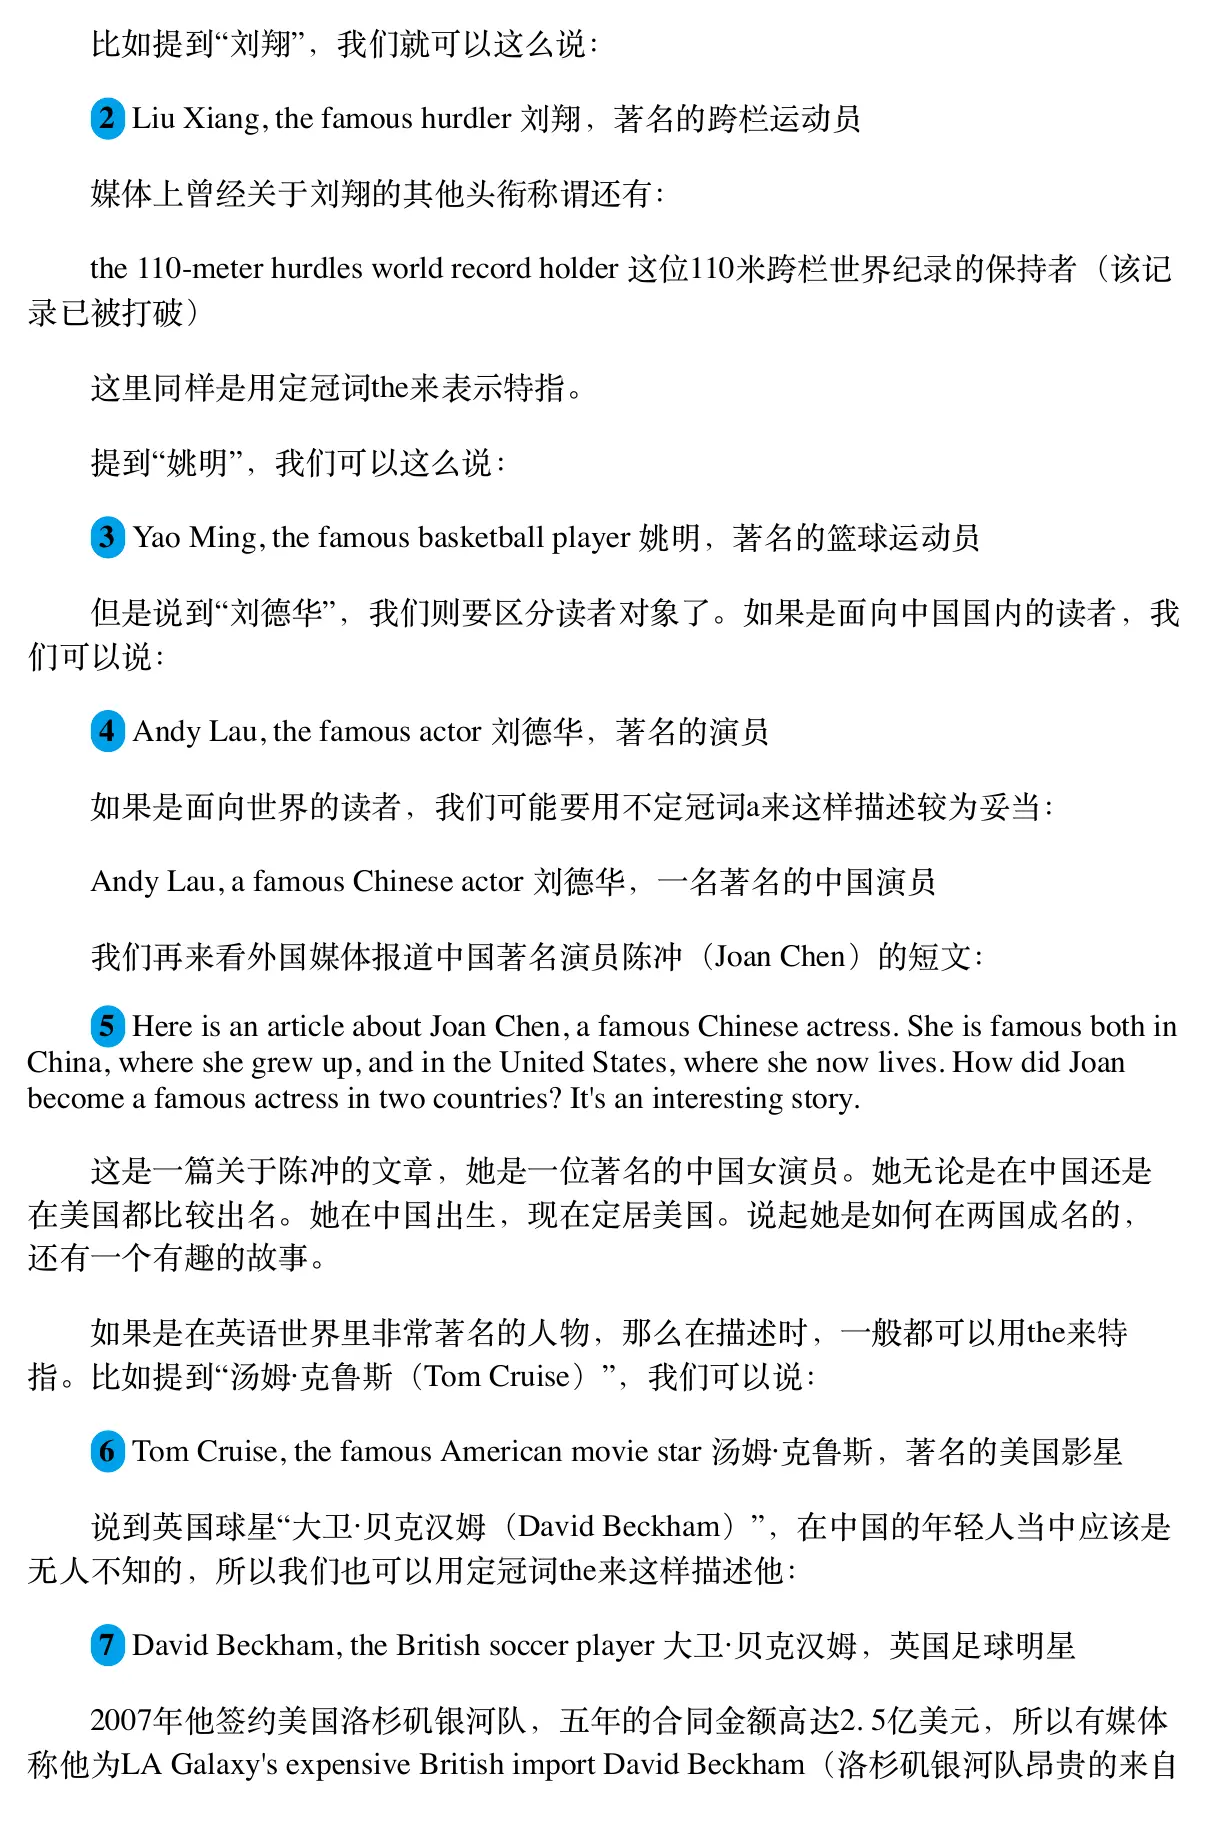 比如提到“刘翔”，我们就可以这么说：
2 Liu Xiang, the famous hurdler 刘翔，著名的跨栏运动员
媒体上曾经关于刘翔的其他头衔称谓还有：
the 110-meter hurdles world record holder 这位110米跨栏世界纪录的保持者（该记
录已被打破）
这里同样是用定冠词the来表示特指。
提到“姚明”，我们可以这么说：
3 Yao Ming, the famous basketball player 姚明，著名的篮球运动员
但是说到“刘德华”，我们则要区分读者对象了。如果是面向中国国内的读者，我
们可以说：
4 Andy Lau, the famous actor 刘德华，著名的演员
如果是面向世界的读者，我们可能要用不定冠词a来这样描述较为妥当：
Andy Lau, a famous Chinese actor 刘德华，一名著名的中国演员
我们再来看外国媒体报道中国著名演员陈冲（Joan Chen）的短文：
5 Here is an article about Joan Chen, a famous Chinese actress. She is famous both in
China, where she grew up, and in the United States, where she now lives. How did Joan
become a famous actress in two countries? It's an interesting story.
这是一篇关于陈冲的文章，她是一位著名的中国女演员。她无论是在中国还是
在美国都比较出名。她在中国出生，现在定居美国。说起她是如何在两国成名的，
还有一个有趣的故事。
如果是在英语世界里非常著名的人物，那么在描述时，一般都可以用the来特
指。比如提到“汤姆·克鲁斯（Tom Cruise）”，我们可以说：
6 Tom Cruise, the famous American movie star 汤姆·克鲁斯，著名的美国影星
说到英国球星“大卫·贝克汉姆（David Beckham）”，在中国的年轻人当中应该是
无人不知的，所以我们也可以用定冠词the来这样描述他：
7 David Beckham, the British soccer player 大卫·贝克汉姆，英国足球明星
2007年他签约美国洛杉矶银河队，五年的合同金额高达2. 5亿美元，所以有媒体
称他为LA Galaxy's expensive British import David Beckham（洛杉矶银河队昂贵的来自